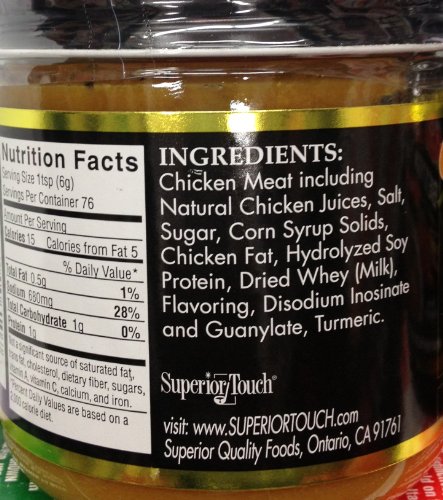 Nutrition Facts
Serving Size 1tsp (6g)
Servings Per Container 76
Amount Per Serving
Calories 15 Calories from Fat 5
% Daily Value*
Total Fat 0.5g 1%
Sodium 680mg 28%
Total Carbohydrate 1g 0%
Protein 1g
Not a significant source of saturated fat,
trans fat, cholesterol, dietary fiber, sugars,
vitamin A, vitamin C, calcium, and iron.
*Percent Daily Values are based on a
2,000 calorie diet.
INGREDIENTS:
Chicken Meat including
Natural Chicken Juices, Salt,
Sugar, Corn Syrup Solids,
Chicken Fat, Hydrolyzed Soy
Protein, Dried Whey (Milk),
Flavoring, Disodium Inosinate
and Guanylate, Turmeric.
Superior Touch®
visit: www.SUPERIORTOUCH.com
Superior Quality Foods, Ontario, CA 91761